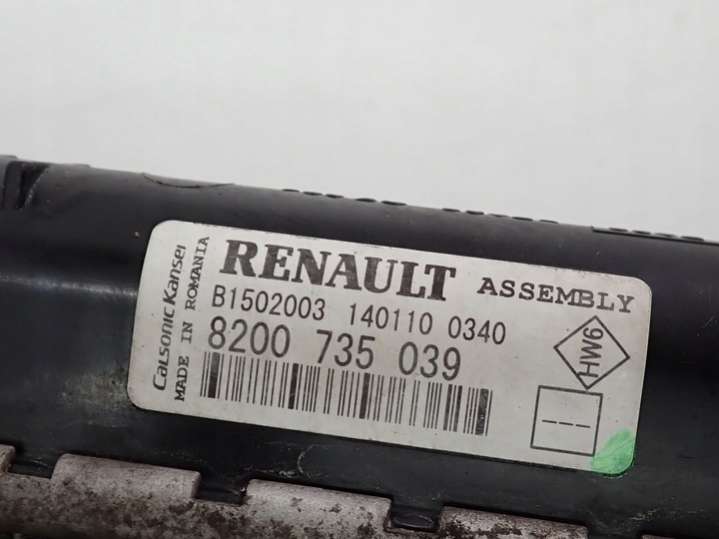 Calsonic Kansei
MADE IN ROMANIA
RENAULT ASSEMBLY
B1502003 140110 0340
8200 735 039
HW6
---